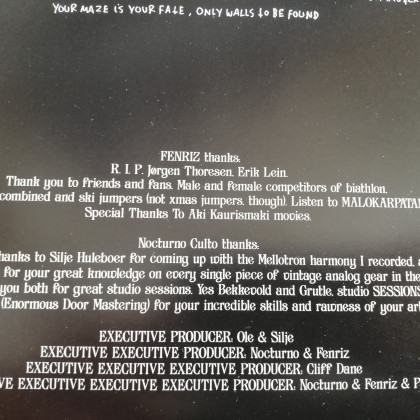 YOUR MAZE IS YOUR FATE, ONLY WALLS TO BE FOUND
FENRIZ thanks:
R. I. P. Jørgen Thoresen, Erik Lein.
Thank you to friends and fans. Male and female competitors of biathlon,
combined and ski jumpers (not xmas jumpers, though). Listen to MALOKARPATAN
Special Thanks To Aki Kaurismaki movies.
Nocturno Culto thanks:
hanks to Silje Huleboer for coming up with the Mellotron harmony I recorded, a
for your great knowledge on every single piece of vintage analog gear in the
you both for great studio sessions. Yes Bekkevold and Grutle, studio SESSIONS
(Enormous Door Mastering) for your incredible skills and rawness of your art
EXECUTIVE PRODUCER: Ole & Silje
EXECUTIVE EXECUTIVE PRODUCER: Nocturno & Fenriz
EXECUTIVE EXECUTIVE EXECUTIVE PRODUCER: Cliff Dane
VE EXECUTIVE EXECUTIVE EXECUTIVE PRODUCER: Nocturno & Fenriz & P